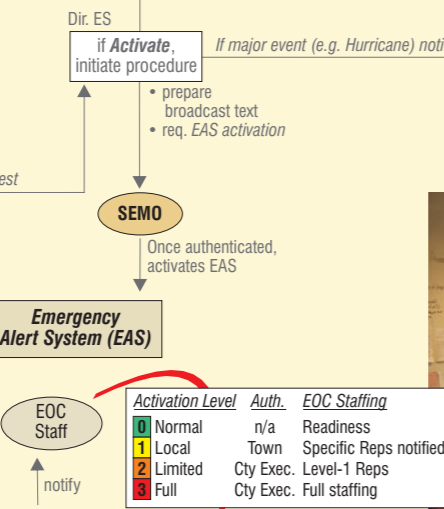 Dir. ES
if Activate,
initiate procedure
If major event (e.g. Hurricane)
• prepare
broadcast text
• req. EAS activation
SEMO
Once authenticated,
activates EAS
Emergency
Alert System (EAS)
EOC
Staff
notify
Activation Level Auth. EOC Staffing
0 Normal n/a Readiness
1 Local Town Specific Reps notified
2 Limited Cty Exec. Level-1 Reps
3 Full Cty Exec. Full staffing